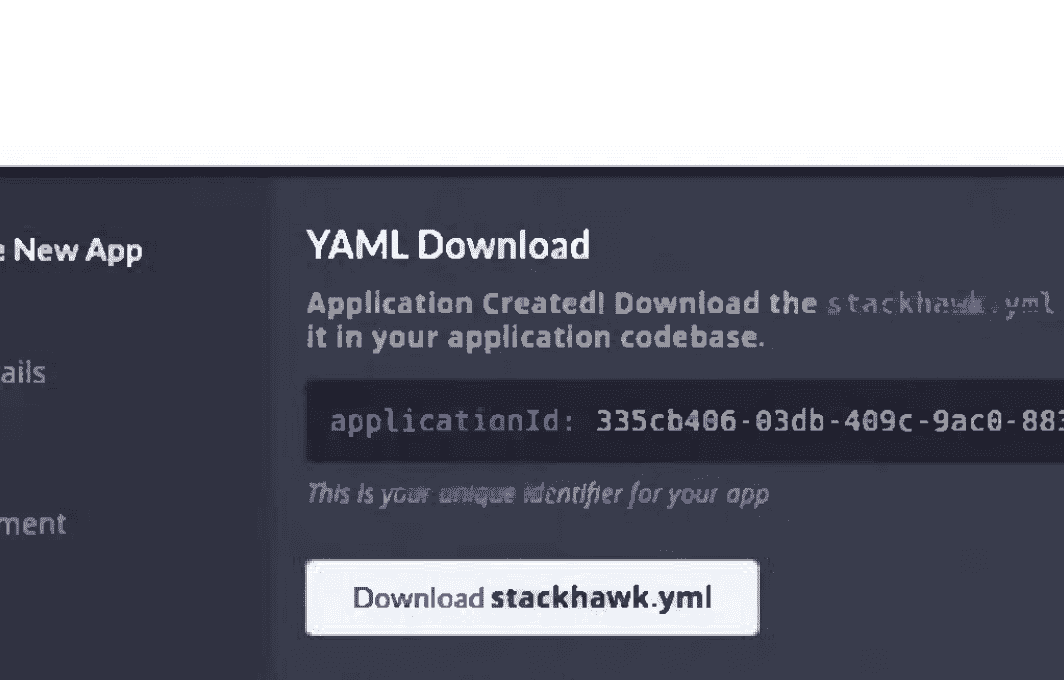 e New App
ails
ment
YAML Download
Application Created! Download the stackhawk.yml
it in your application codebase.
applicationId: 335cb406-03db-409c-9ac0-883
This is your unique identifier for your app
Download stackhawk.yml